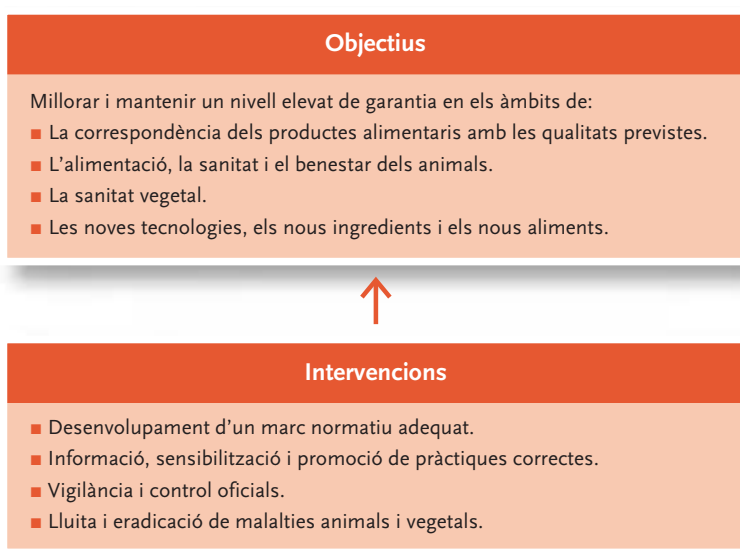 Objectius
Millorar i mantenir un nivell elevat de garantia en els àmbits de:
■ La correspondència dels productes alimentaris amb les qualitats previstes.
■ L’alimentació, la sanitat i el benestar dels animals.
■ La sanitat vegetal.
■ Les noves tecnologies, els nous ingredients i els nous aliments.
Intervencions
■ Desenvolupament d’un marc normatiu adequat.
■ Informació, sensibilització i promoció de pràctiques correctes.
■ Vigilància i control oficials.
■ Lluita i eradicació de malalties animals i vegetals.